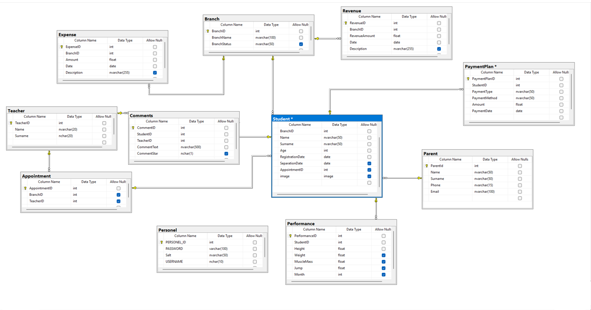 Expense
Column Name Data Type Allow Nulls
ExpenseID int
BranchID int
Amount float
Date date
Description nvarchar(255)
Branch
Column Name Data Type Allow Nulls
BranchID int
BranchName nvarchar(100)
BranchStatus nvarchar(50)
Revenue
Column Name Data Type Allow Nulls
RevenueID int
BranchID int
RevenueAmount float
Date date
Description nvarchar(255)
PaymentPlan *
Column Name Data Type Allow Nulls
PaymentPlanID int
StudentID int
PaymentType nvarchar(50)
PaymentMethod nvarchar(50)
Amount float
PaymentDate date
Teacher
Column Name Data Type Allow Nulls
TeacherID int
Name nvarchar(20)
Surname nchar(20)
Comments
Column Name Data Type Allow Nulls
CommentID int
StudentID int
TeacherID int
CommentText nvarchar(500)
Student *
Column Name Data Type Allow Nulls
BranchID int
Name nvarchar(50)
Surname nvarchar(50)
Age int
RegistrationDate date
SeparationDate date
AppointmentID int
image image
Parent
Column Name Data Type Allow Nulls
ParentId int
Name nvarchar(50)
Surname nvarchar(50)
Phone nvarchar(15)
Email nvarchar(100)
Appointment
Column Name Data Type Allow Nulls
AppointmentID int
BranchID int
TeacherID int
Personel
Column Name Data Type Allow Nulls
PERSONEL_ID int
PASSWORD varchar(100)
Salt nvarchar(50)
USERNAME nchar(10)
Performance
Column Name Data Type Allow Nulls
PerformanceID int
StudentID int
Height float
Weight float
MuscleMass float
Jump float
Month int